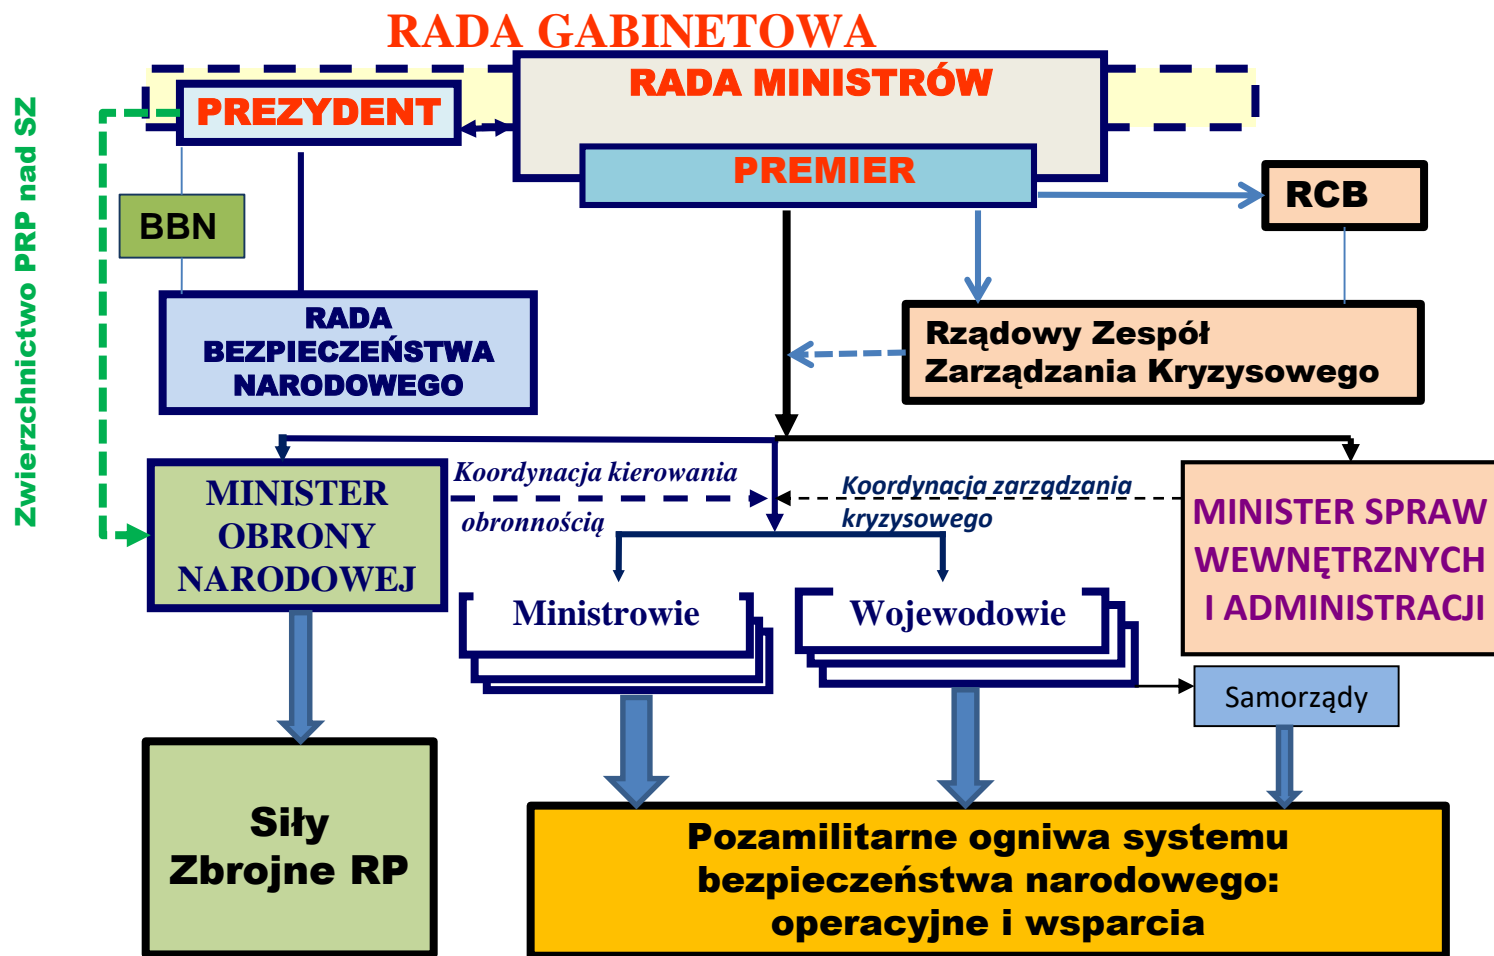 RADA GABINETOWA
RADA MINISTRÓW
PREZYDENT
PREMIER
Zwierzchnictwo PRP nad SZ
BBN
RCB
RADA
BEZPIECZEŃSTWA
NARODOWEGO
Rządowy Zespół
Zarządzania Kryzysowego
MINISTER
OBRONY
NARODOWEJ
Koordynacja kierowania
obronnością
Koordynacja zarządzania
kryzysowego
MINISTER SPRAW
WEWNĘTRZNYCH
I ADMINISTRACJI
Ministrowie
Wojewodowie
Samorządy
Siły
Zbrojne RP
Pozamilitarne ogniwa systemu
bezpieczeństwa narodowego:
operacyjne i wsparcia